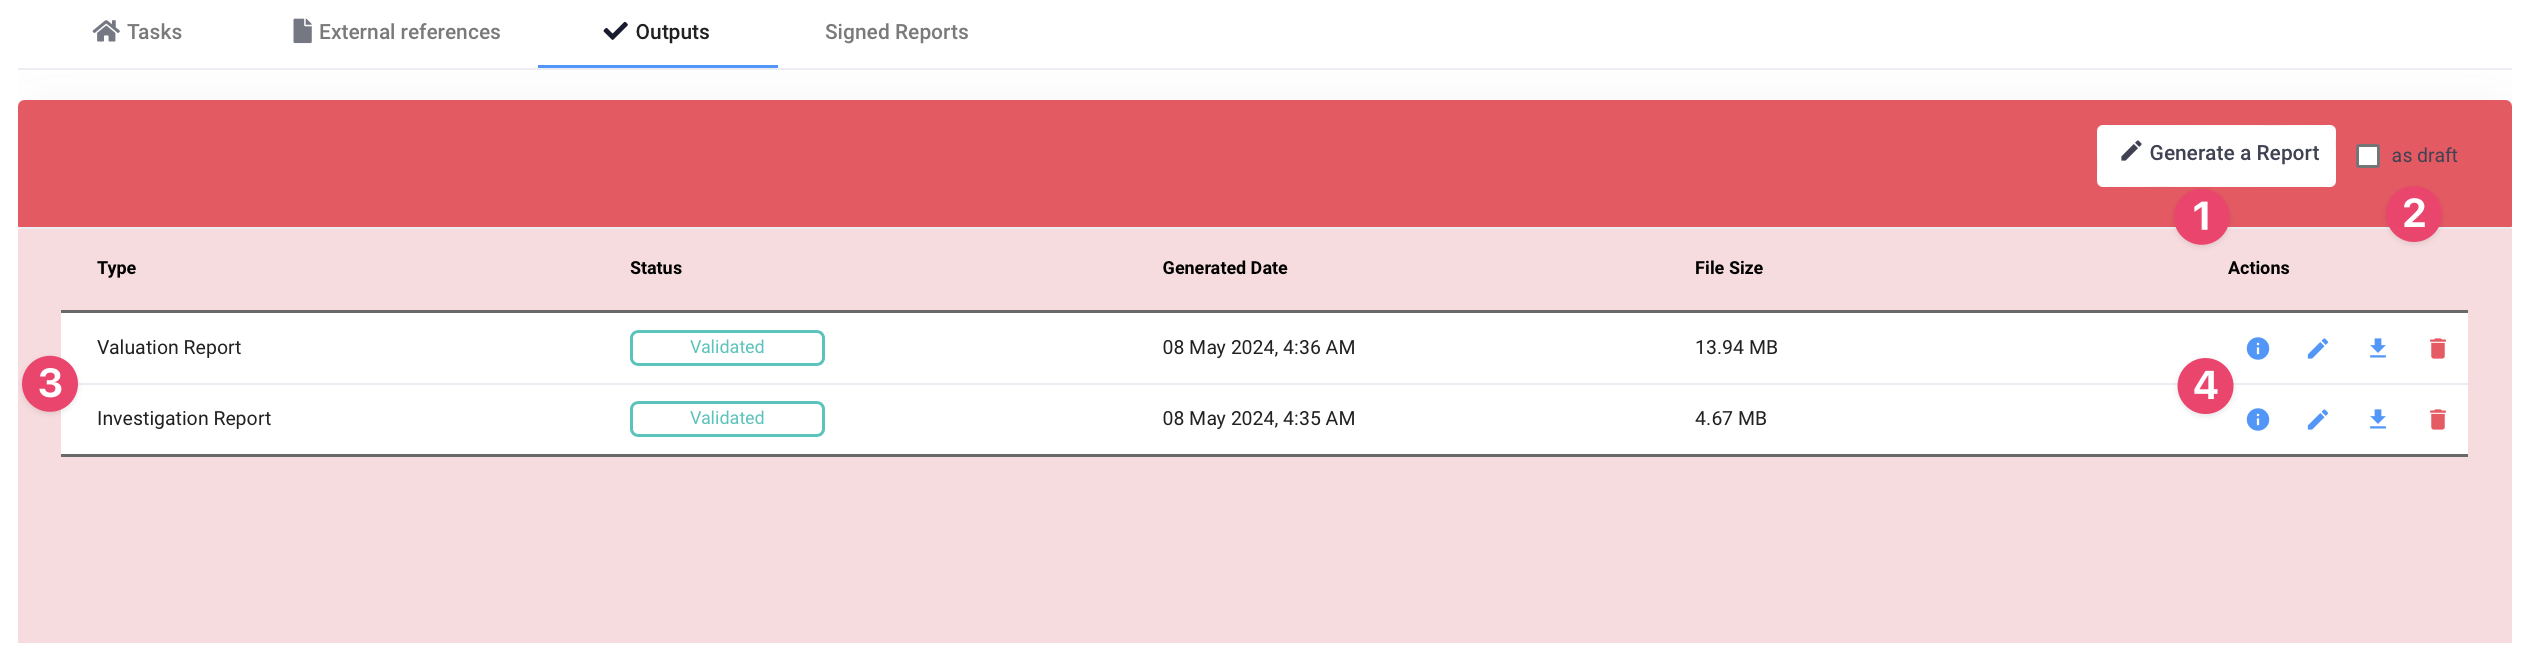 Tasks External references Outputs Signed Reports
Generate a Report as draft
1 2
Type Status Generated Date File Size Actions
Valuation Report Validated 08 May 2024, 4:36 AM 13.94 MB
3 4
Investigation Report Validated 08 May 2024, 4:35 AM 4.67 MB